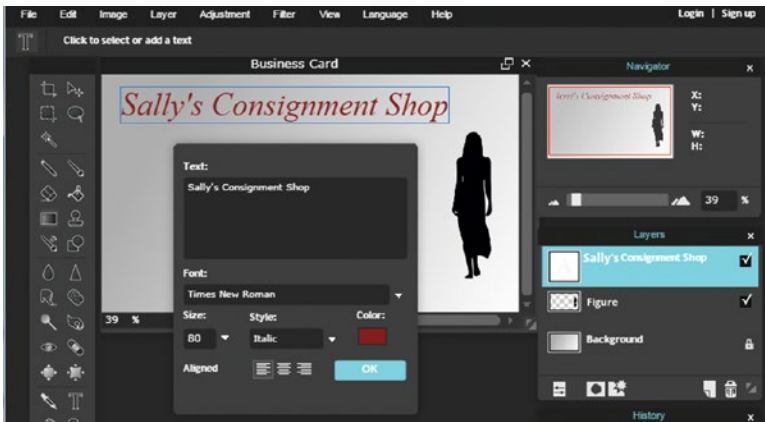 File Edit Image Layer Adjustment Filter View Language Help Login | Sign up
Click to select or add a text
Business Card
Navigator
Sally's Consignment Shop
X:
Y:
W:
H:
39 %
Text:
Sally's Consignment Shop
Font:
Times New Roman
Size: Style: Color:
80 Italic
Aligned OK
39 %
Layers
Sally's Consignment Shop
Figure
Background
History